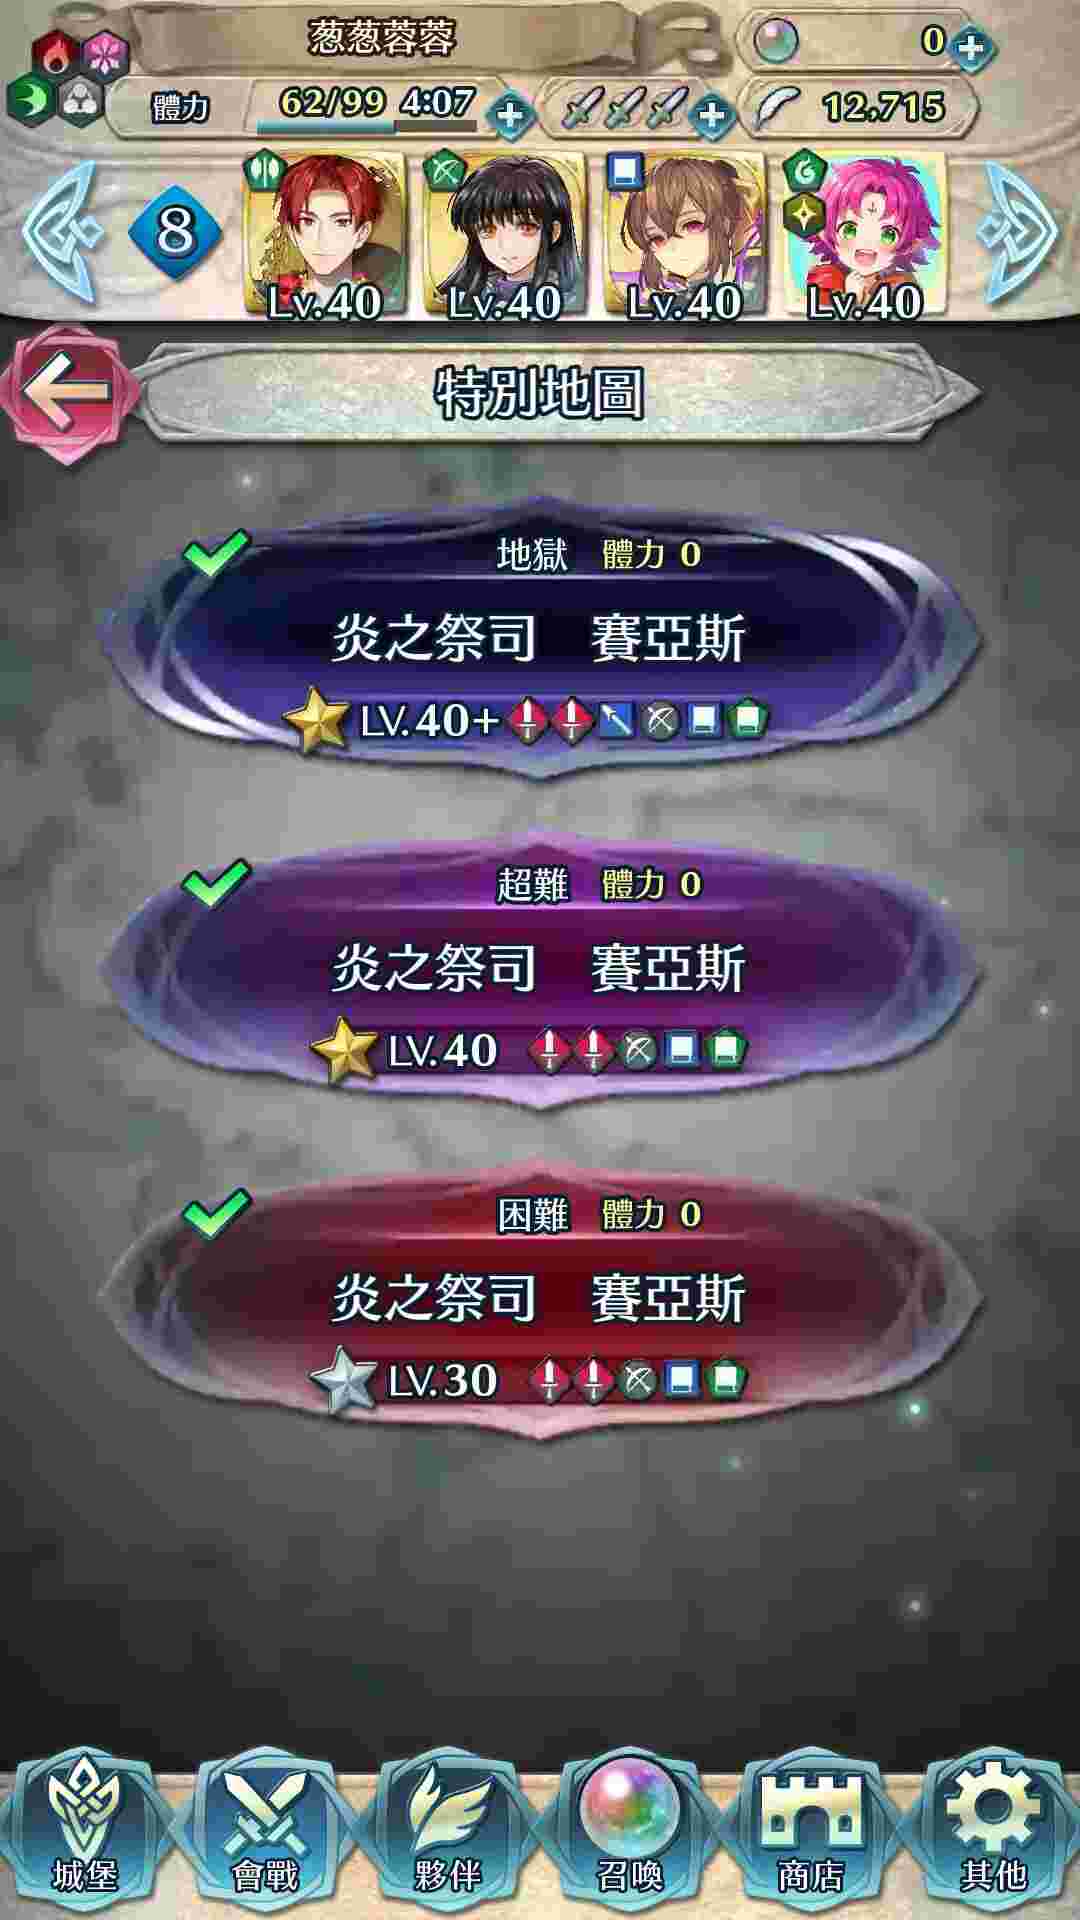 葱葱蓉蓉
0
體力 62/99 4:07
12,715
8
Lv.40 Lv.40 Lv.40 Lv.40
特別地圖
地獄 體力 0
炎之祭司 賽亞斯
LV.40+
超難 體力 0
炎之祭司 賽亞斯
LV.40
困難 體力 0
炎之祭司 賽亞斯
LV.30
城堡 會戰 夥伴 召喚 商店 其他